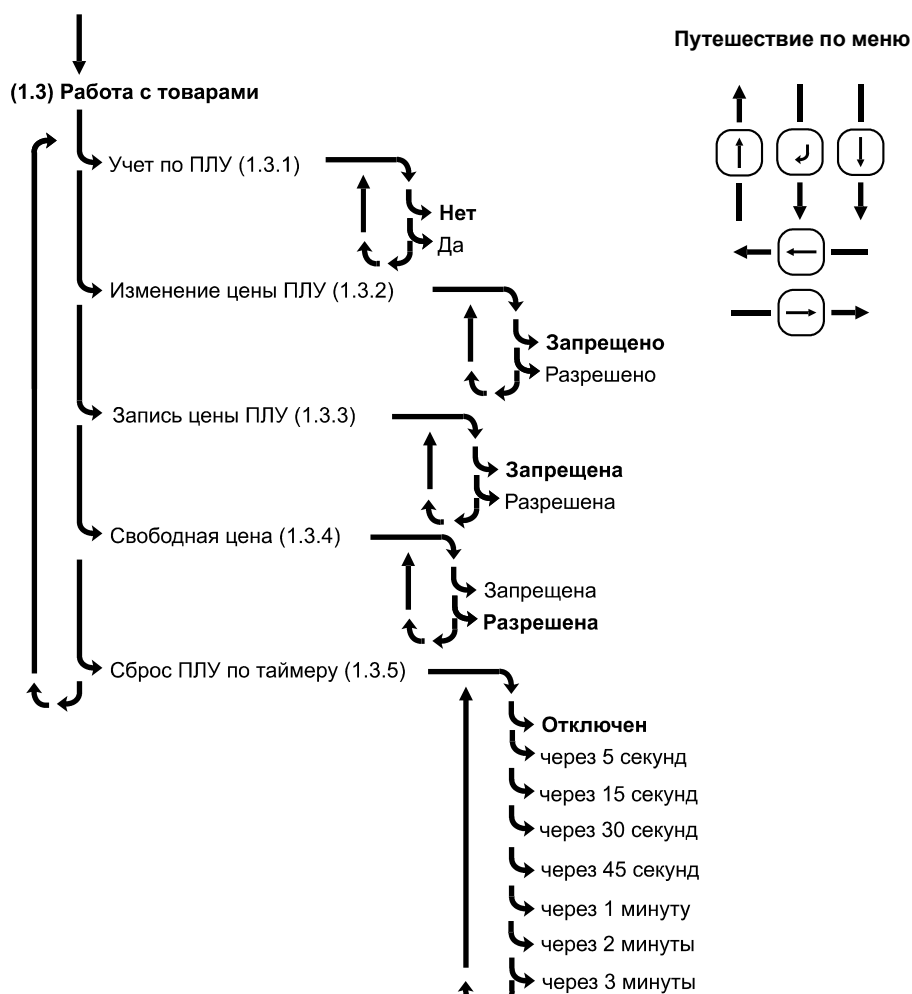 Путешествие по меню
(1.3) Работа с товарами
Учет по ПЛУ (1.3.1)
Нет
Да
Изменение цены ПЛУ (1.3.2)
Запрещено
Разрешено
Запись цены ПЛУ (1.3.3)
Запрещена
Разрешена
Свободная цена (1.3.4)
Запрещена
Разрешена
Сброс ПЛУ по таймеру (1.3.5)
Отключен
через 5 секунд
через 15 секунд
через 30 секунд
через 45 секунд
через 1 минуту
через 2 минуты
через 3 минуты